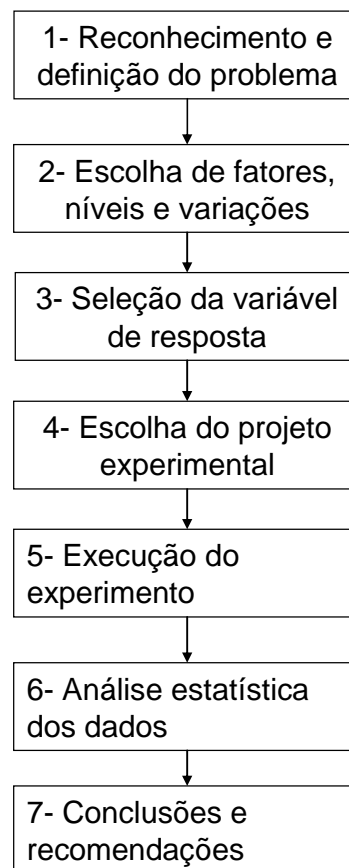 1- Reconhecimento e
definição do problema
2- Escolha de fatores,
níveis e variações
3- Seleção da variável
de resposta
4- Escolha do projeto
experimental
5- Execução do
experimento
6- Análise estatística
dos dados
7- Conclusões e
recomendações